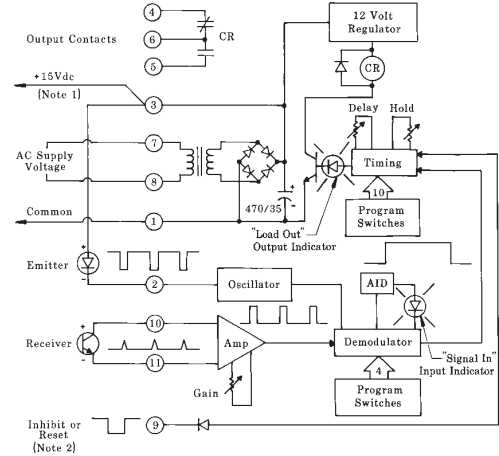 4
12 Volt
Regulator
Output Contacts
6
CR
5
CR
+15Vdc
(Note 1)
3
Delay
Hold
7
AC Supply
Voltage
+
Timing
8
-
10
470/35
Program
Switches
Common
1
"Load Out"
Output Indicator
+
Emitter
-
2
Oscillator
AID
+
10
Receiver
Amp
Demodulator
-
11
"Signal In"
Input Indicator
4
Gain
Program
Switches
Inhibit or
Reset
(Note 2)
9